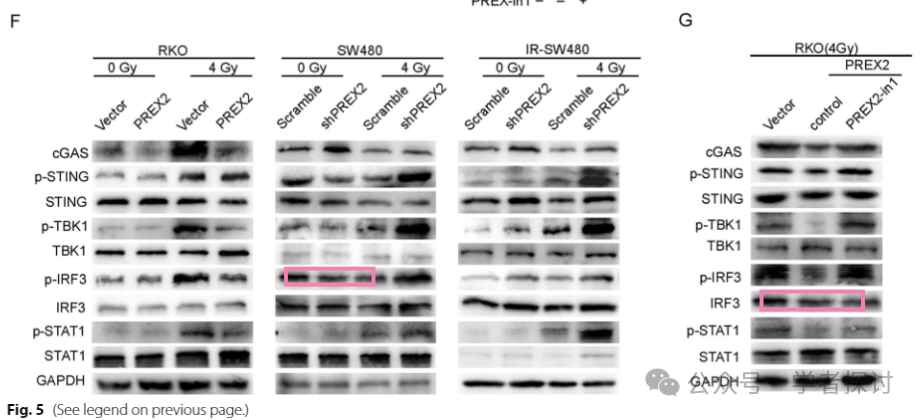 PREX-in1 – – +
F
G
RKO SW480 IR-SW480
0 Gy 4 Gy 0 Gy 4 Gy 0 Gy 4 Gy
Vector PREX2 Vector PREX2 Scramble shPREX2 Scramble shPREX2 Scramble shPREX2 Scramble shPREX2
cGAS
p-STING
STING
p-TBK1
TBK1
p-IRF3
IRF3
p-STAT1
STAT1
GAPDH
RKO(4Gy)
PREX2
Vector control PREX2-in1
cGAS
p-STING
STING
p-TBK1
TBK1
p-IRF3
IRF3
p-STAT1
STAT1
GAPDH
公众号 · 学者探讨
Fig. 5 (See legend on previous page.)